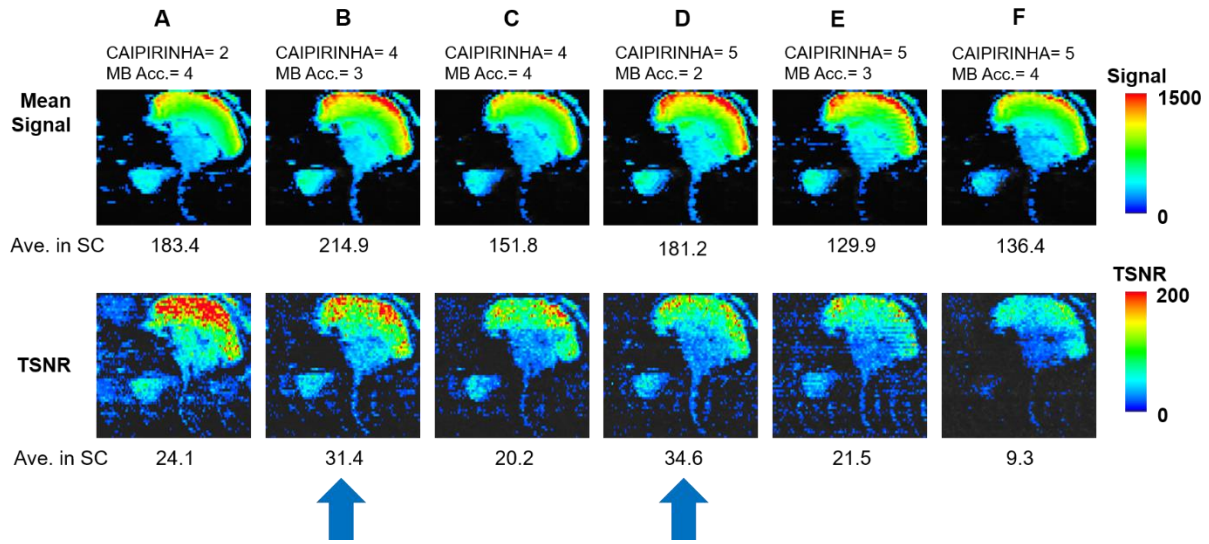 A B C D E F
CAIPIRINHA= 2 CAIPIRINHA= 4 CAIPIRINHA= 4 CAIPIRINHA= 5 CAIPIRINHA= 5 CAIPIRINHA= 5
MB Acc.= 4 MB Acc.= 3 MB Acc.= 4 MB Acc.= 2 MB Acc.= 3 MB Acc.= 4
Mean
Signal
Signal
1500
0
Ave. in SC 183.4 214.9 151.8 181.2 129.9 136.4
TSNR
TSNR
200
0
Ave. in SC 24.1 31.4 20.2 34.6 21.5 9.3